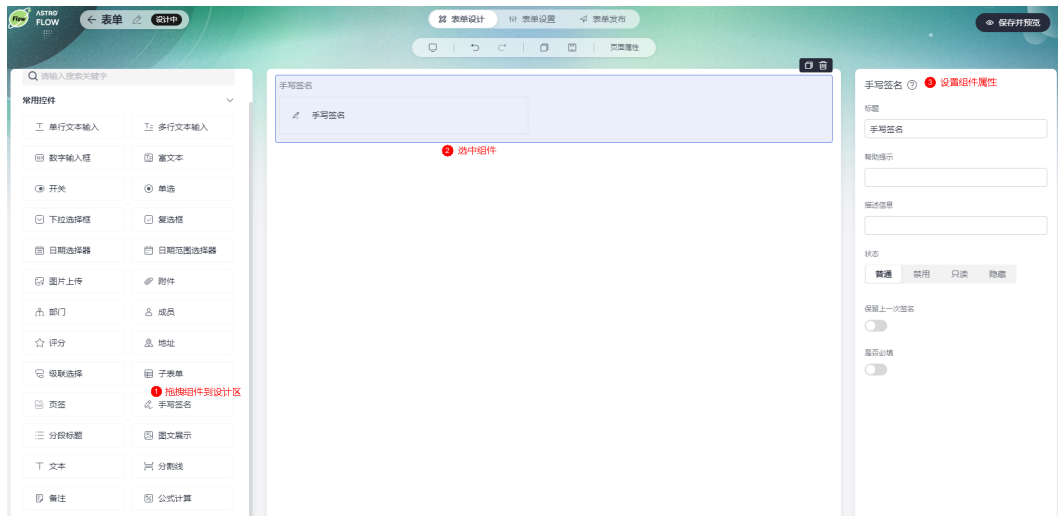 Flow
ASTRO
FLOW
← 表单 设计中
表单设计 表单设置 表单发布
保存并预览
页面属性
请输入搜索关键字
常用控件
单行文本输入 多行文本输入
数字输入框 富文本
开关 单选
下拉选择框 复选框
日期选择器 日期范围选择器
图片上传 附件
部门 成员
评分 地址
级联选择 子表单
1 拖拽组件到设计区
页签 手写签名
分段标题 图文展示
文本 分割线
备注 公式计算
手写签名
手写签名
2 选中组件
手写签名 ? 3 设置组件属性
标题
手写签名
帮助提示
描述信息
状态
普通 禁用 只读 隐藏
保留上一次签名
是否必填